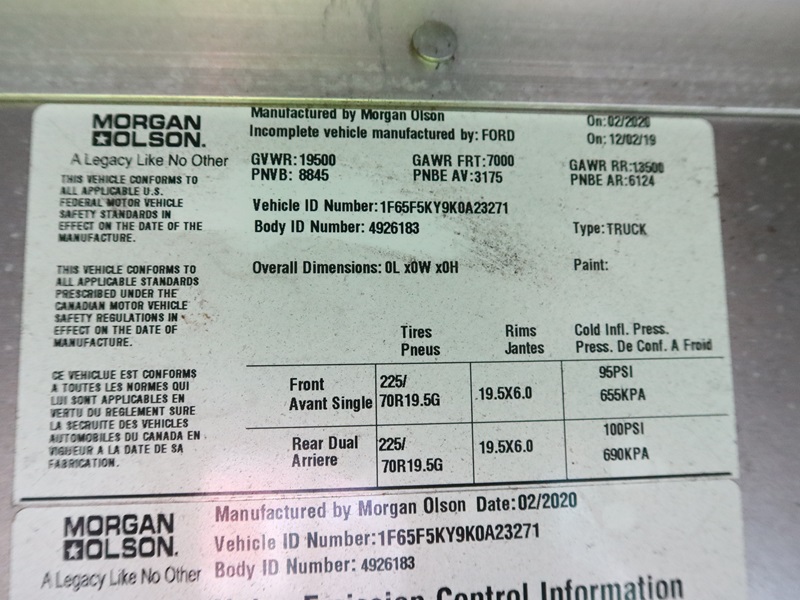 MORGAN
OLSON.
A Legacy Like No Other
THIS VEHICLE CONFORMS TO
ALL APPLICABLE U.S.
FEDERAL MOTOR VEHICLE
SAFETY STANDARDS IN
EFFECT ON THE DATE OF THE
MANUFACTURE.
THIS VEHICLE CONFORMS TO
ALL APPLICABLE STANDARDS
PRESCRIBED UNDER THE
CANADIAN MOTOR VEHICLE
SAFETY REGULATIONS IN
EFFECT ON THE DATE OF
MANUFACTURE.
CE VEHICLUE EST CONFORMS
A TOUTES LES NORMES QUI
LUI SONT APPLICABLES EN
VERTU DU REGLEMENT SURE
LA SECRUITE DES VEHICLES
AUTOMOBILES DU CANADA EN
VIGUEUR A LA DATE DE SA
FABRICATION.
Manufactured by Morgan Olson On: 02/2020
Incomplete vehicle manufactured by: FORD On: 12/02/19
GVWR: 19500 GAWR FRT: 7000 GAWR RR: 13500
PNVB: 8845 PNBE AV: 3175 PNBE AR: 6124
Vehicle ID Number: 1F65F5KY9K0A23271
Body ID Number: 4926183 Type: TRUCK
Overall Dimensions: 0L x0W x0H Paint:
Tires Rims Cold Infl. Press.
Pneus Jantes Press. De Conf. A Froid
Front 225/ 19.5X6.0 95PSI
Avant Single 70R19.5G 655KPA
Rear Dual 225/ 19.5X6.0 100PSI
Arriere 70R19.5G 690KPA
MORGAN
OLSON.
A Legacy Like No Other
Manufactured by Morgan Olson Date: 02/2020
Vehicle ID Number: 1F65F5KY9K0A23271
Body ID Number: 4926183
Emission Control Information